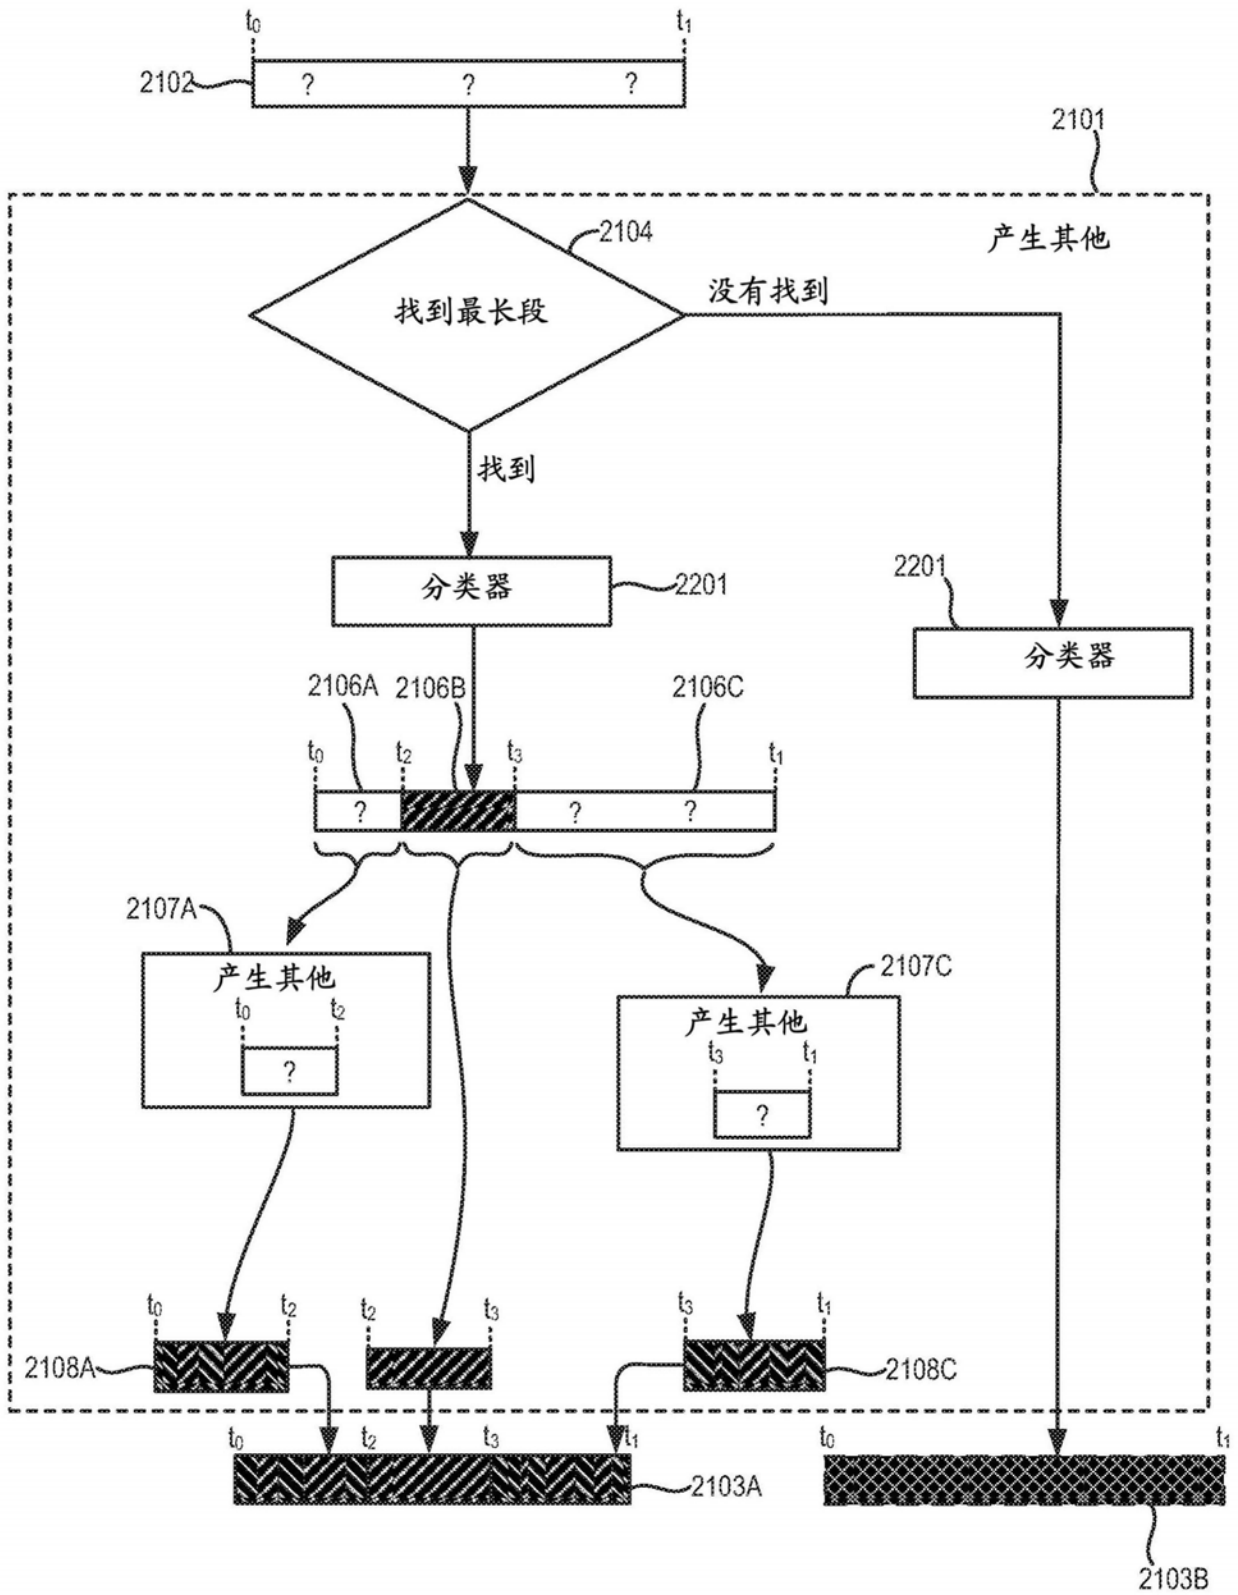 t0 t1
2102 ? ? ?
2101
产生其他
2104
找到最长段
没有找到
找到
分类器
2201
2201
分类器
2106A 2106B 2106C
t0 t2 t3 t1
? ? ?
2107A
产生其他
t0 t2
?
2107C
产生其他
t3 t1
?
t0 t2 t2 t3 t3 t1
2108A 2108C
t0 t2 t3 t1 t0 t1
2103A
2103B